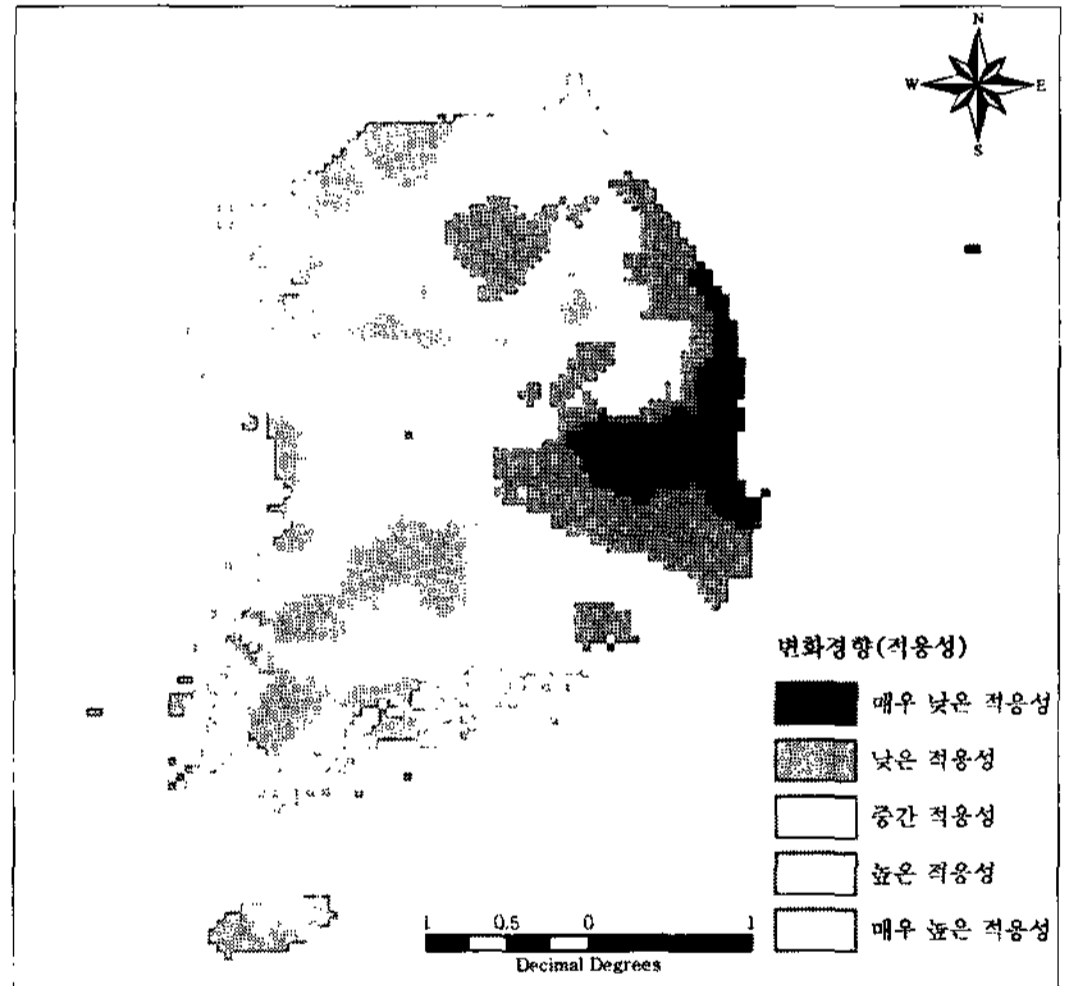 N
W E
S
변화경향(적응성)
매우 낮은 적응성
낮은 적응성
중간 적응성
높은 적응성
매우 높은 적응성
1 0.5 0 1
Decimal Degrees